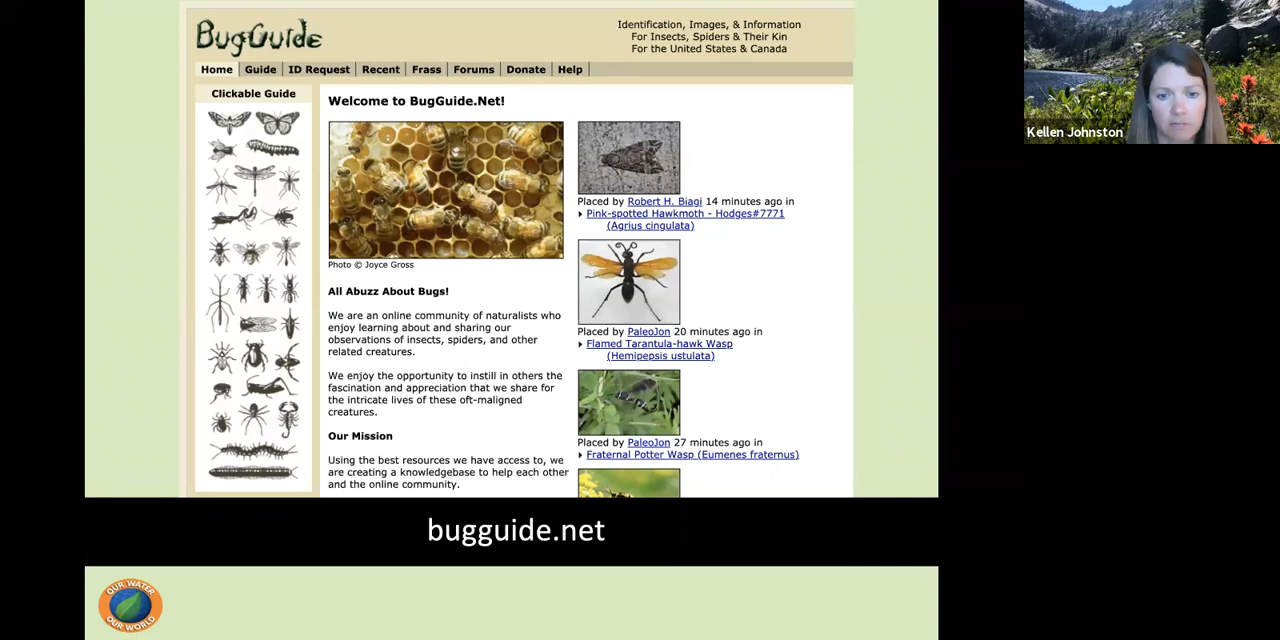 BugGuide
Identification, Images, & Information
For Insects, Spiders & Their Kin
For the United States & Canada
Home Guide ID Request Recent Frass Forums Donate Help
Clickable Guide
Welcome to BugGuide.Net!
Photo © Joyce Gross
All Abuzz About Bugs!
We are an online community of naturalists who
enjoy learning about and sharing our
observations of insects, spiders, and other
related creatures.
We enjoy the opportunity to instill in others the
fascination and appreciation that we share for
the intricate lives of these oft-maligned
creatures.
Our Mission
Using the best resources we have access to, we
are creating a knowledgebase to help each other
and the online community.
Placed by Robert H. Biagi 14 minutes ago in
Pink-spotted Hawkmoth - Hodges#7771
(Agrius cingulata)
Placed by PaleoJon 20 minutes ago in
Flamed Tarantula-hawk Wasp
(Hemipepsis ustulata)
Placed by PaleoJon 27 minutes ago in
Fraternal Potter Wasp (Eumenes fraternus)
bugguide.net
OUR WATER
OUR WORLD
Kellen Johnston